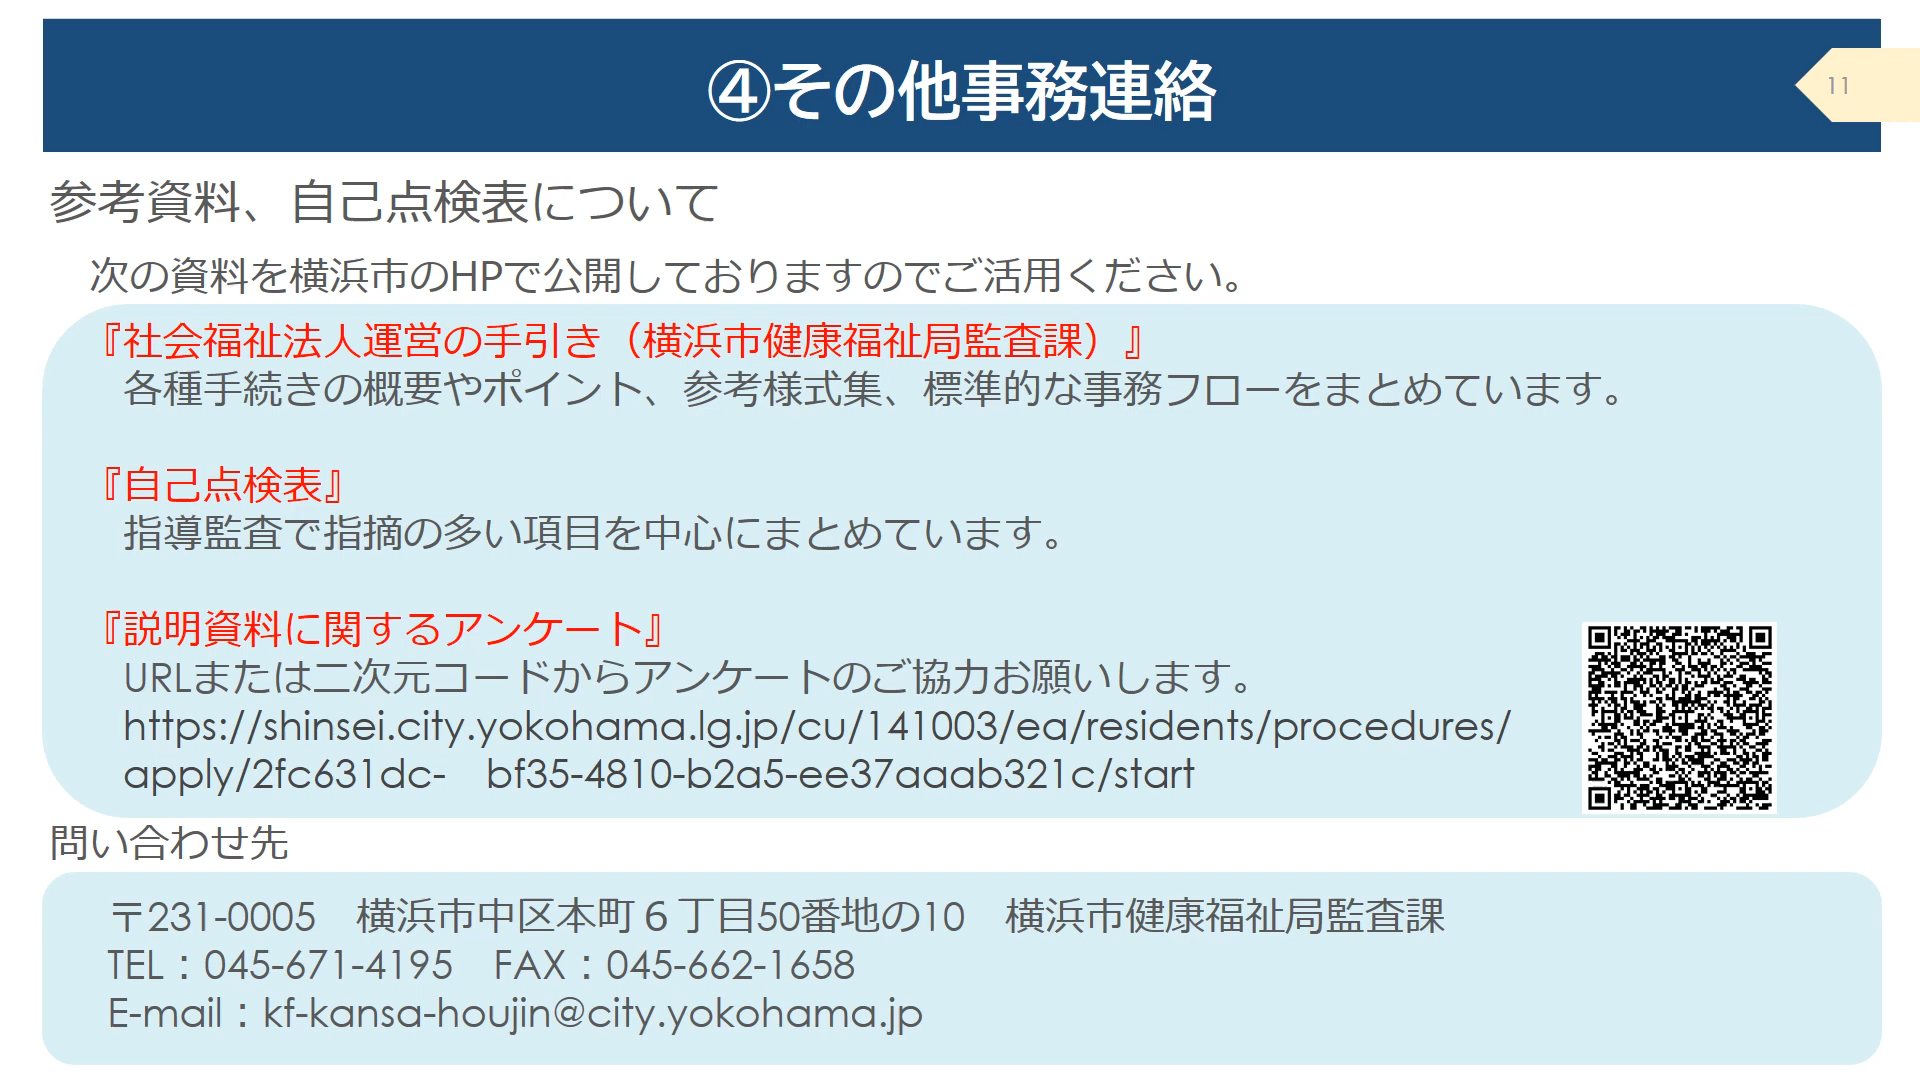 ④その他事務連絡
11
参考資料、自己点検表について
次の資料を横浜市のHPで公開しておりますのでご活用ください。
『社会福祉法人運営の手引き（横浜市健康福祉局監査課）』
各種手続きの概要やポイント、参考様式集、標準的な事務フローをまとめています。
『自己点検表』
指導監査で指摘の多い項目を中心にまとめています。
『説明資料に関するアンケート』
URLまたは二次元コードからアンケートのご協力お願いします。
https://shinsei.city.yokohama.lg.jp/cu/141003/ea/residents/procedures/
apply/2fc631dc-　bf35-4810-b2a5-ee37aaab321c/start
問い合わせ先
〒231-0005　横浜市中区本町６丁目50番地の10　横浜市健康福祉局監査課
TEL：045-671-4195　FAX：045-662-1658
E-mail：kf-kansa-houjin@city.yokohama.jp